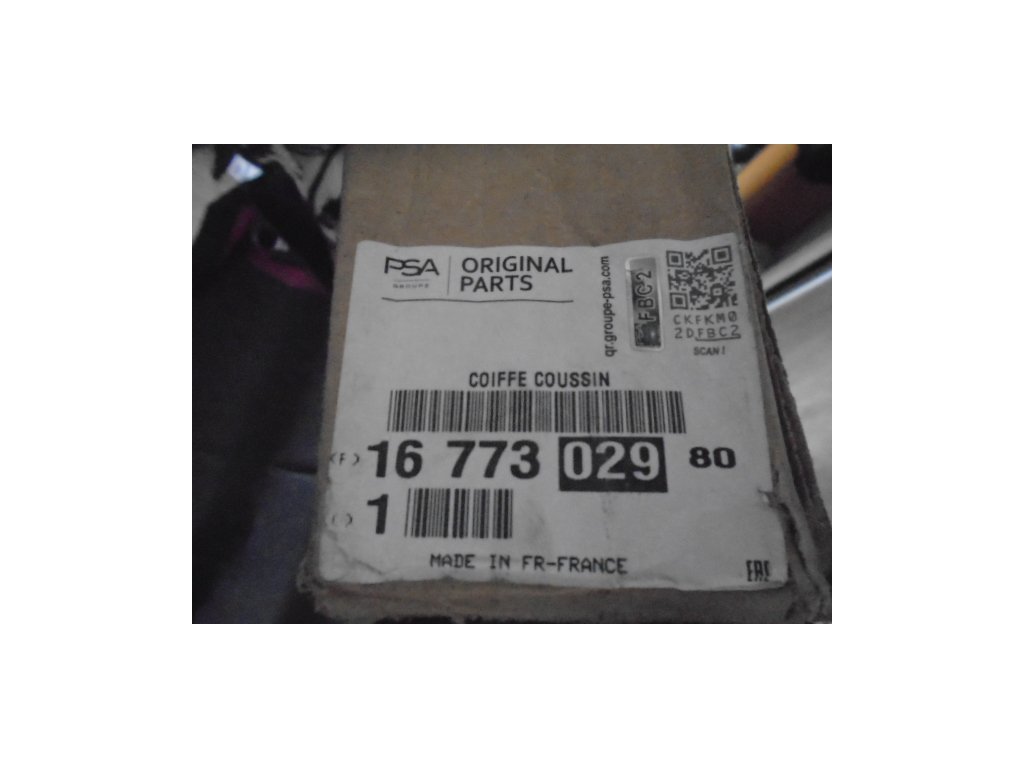 PSA
GROUPE
ORIGINAL
PARTS
qr.groupe-psa.com
FBC2
CKFKM0
2DFBC2
SCAN!
COIFFE COUSSIN
(F) 16 773 029 80
1
MADE IN FR-FRANCE
EAC